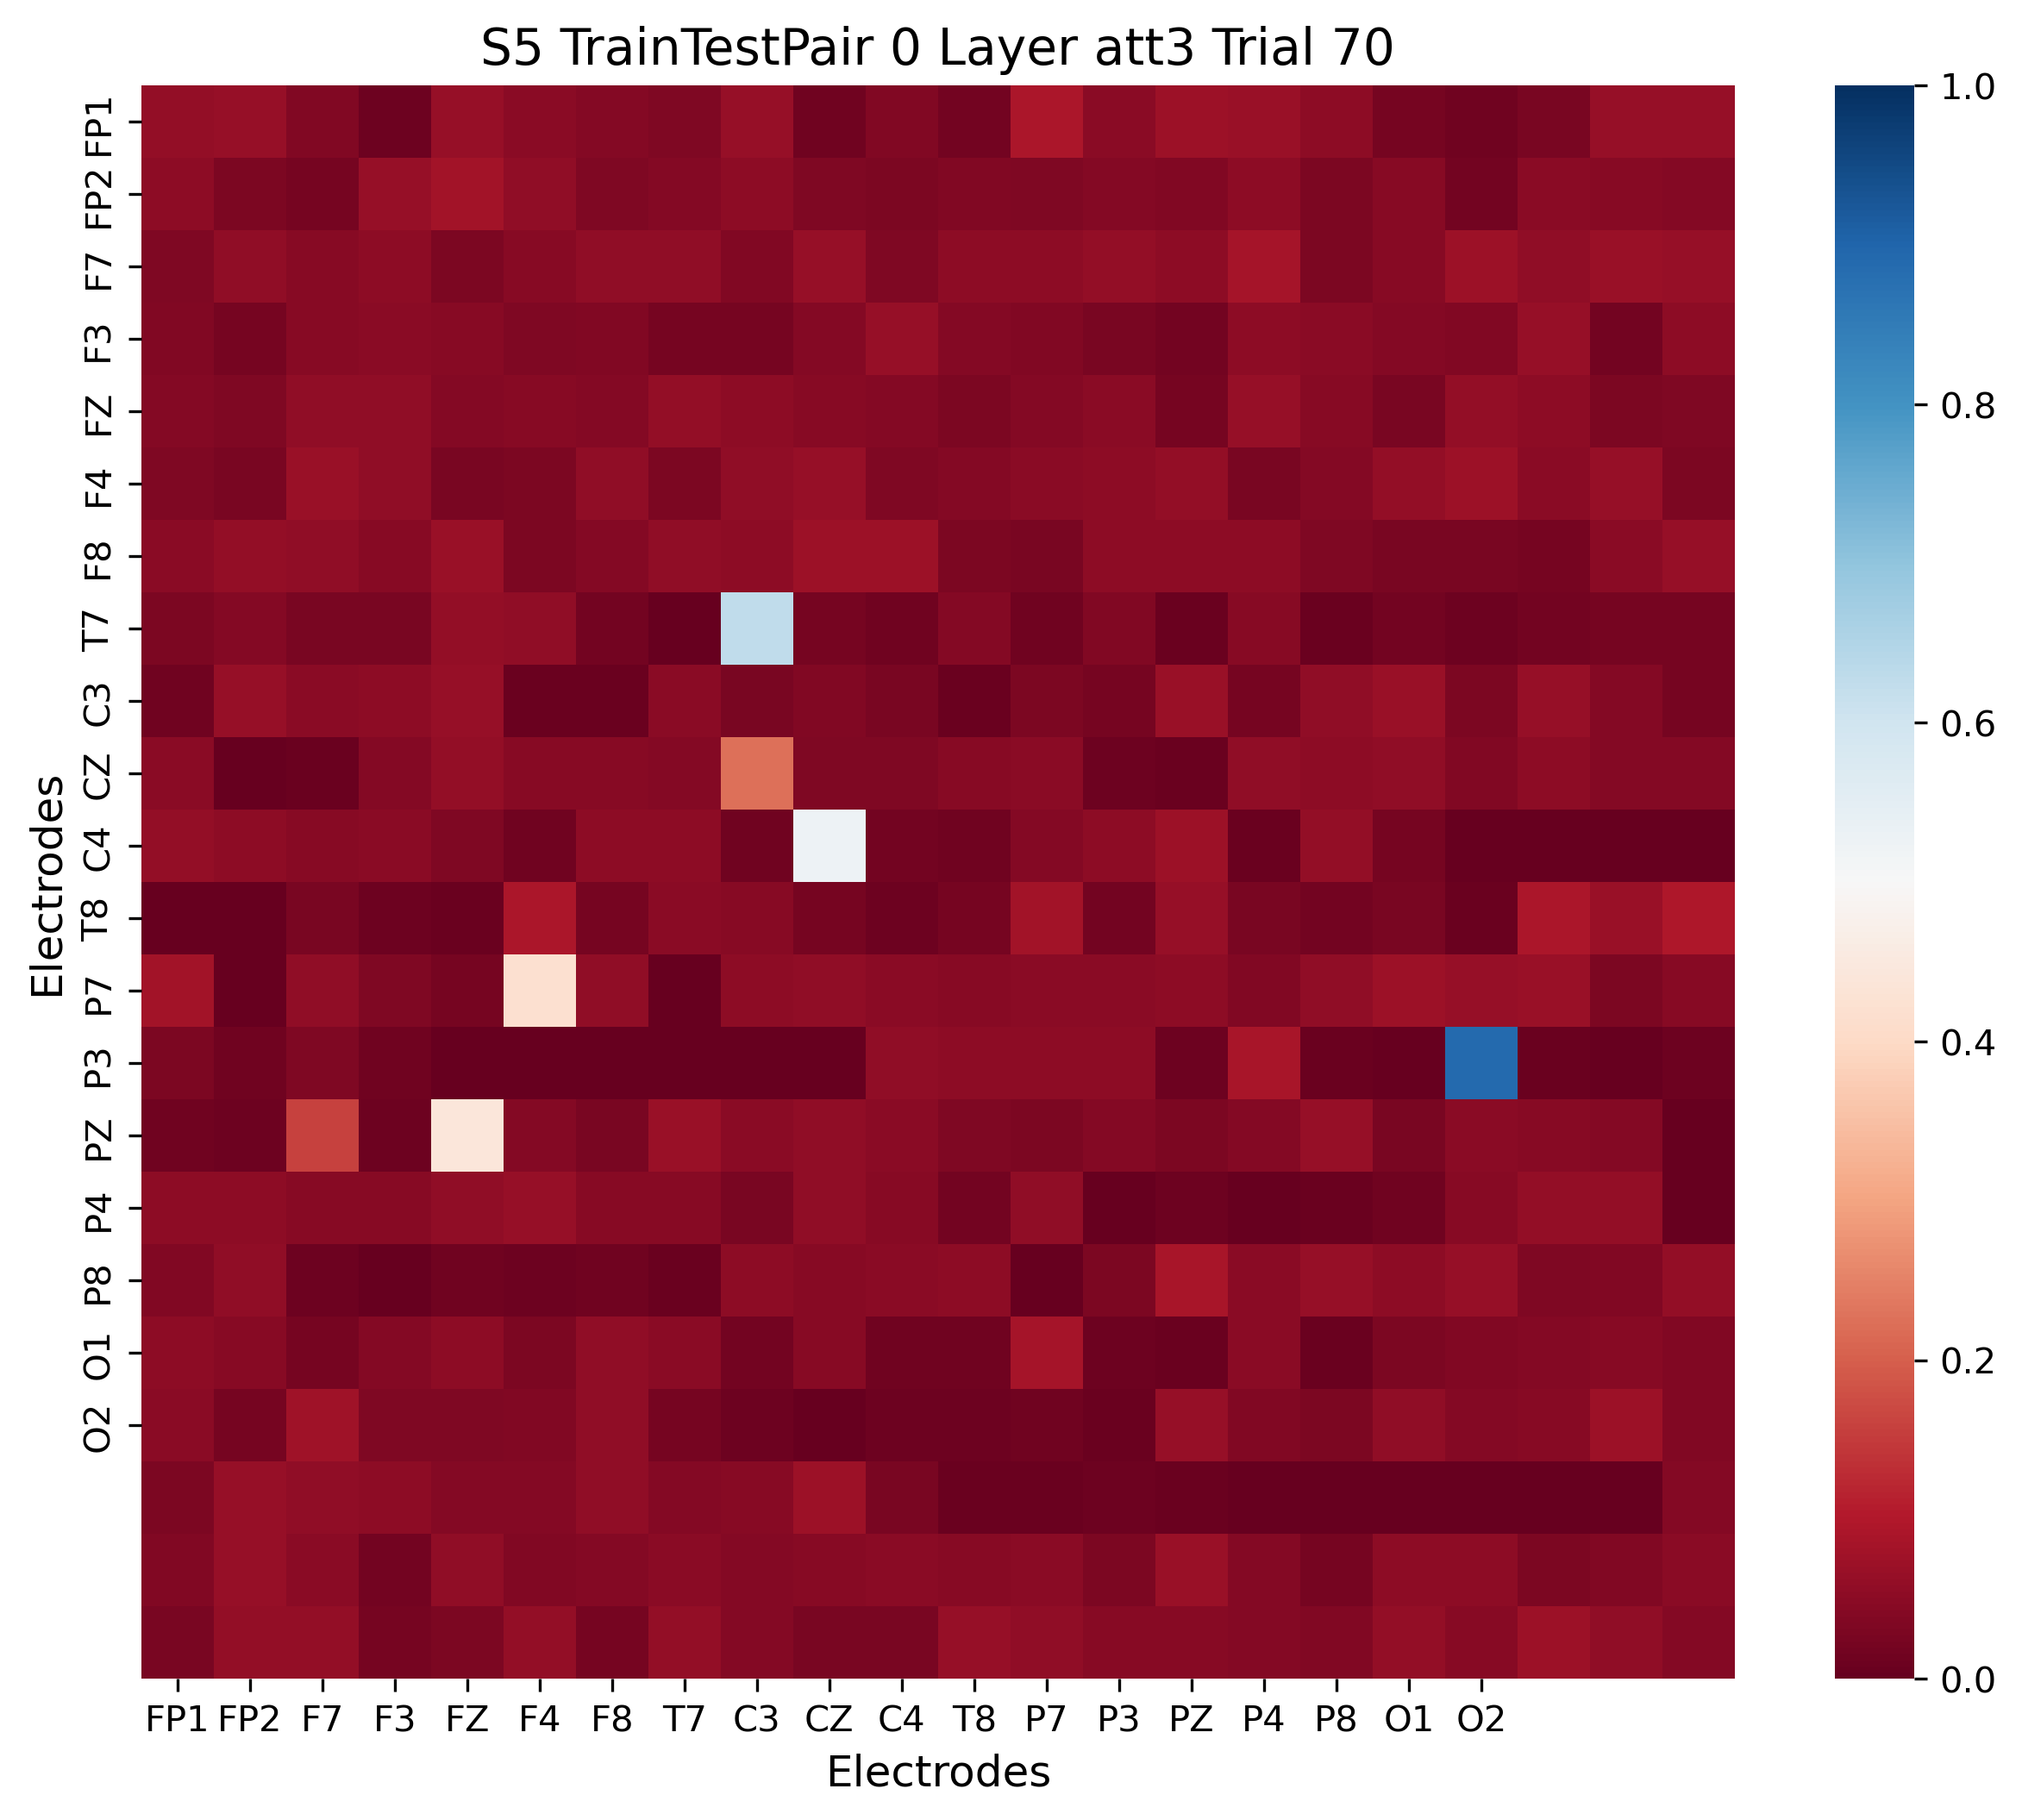 S5 TrainTestPair 0 Layer att3 Trial 70
Electrodes
FP1
FP2
F7
F3
FZ
F4
F8
T7
C3
CZ
C4
T8
P7
P3
PZ
P4
P8
O1
O2
1.0
0.8
0.6
0.4
0.2
0.0
FP1 FP2 F7 F3 FZ F4 F8 T7 C3 CZ C4 T8 P7 P3 PZ P4 P8 O1 O2
Electrodes